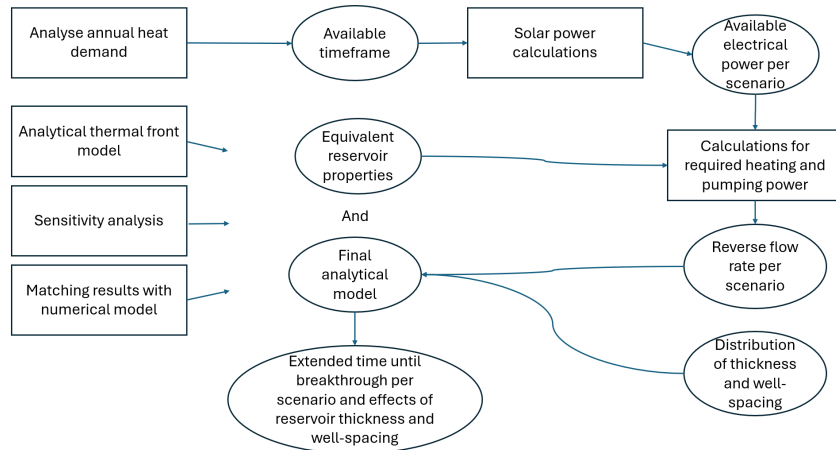 Analyse annual heat
demand
Available
timeframe
Solar power
calculations
Available
electrical
power per
scenario
Analytical thermal front
model
Equivalent
reservoir
properties
Calculations for
required heating and
pumping power
Sensitivity analysis
And
Matching results with
numerical model
Final
analytical
model
Reverse flow
rate per
scenario
Extended time until
breakthrough per
scenario and effects of
reservoir thickness and
well-spacing
Distribution
of thickness
and well-
spacing